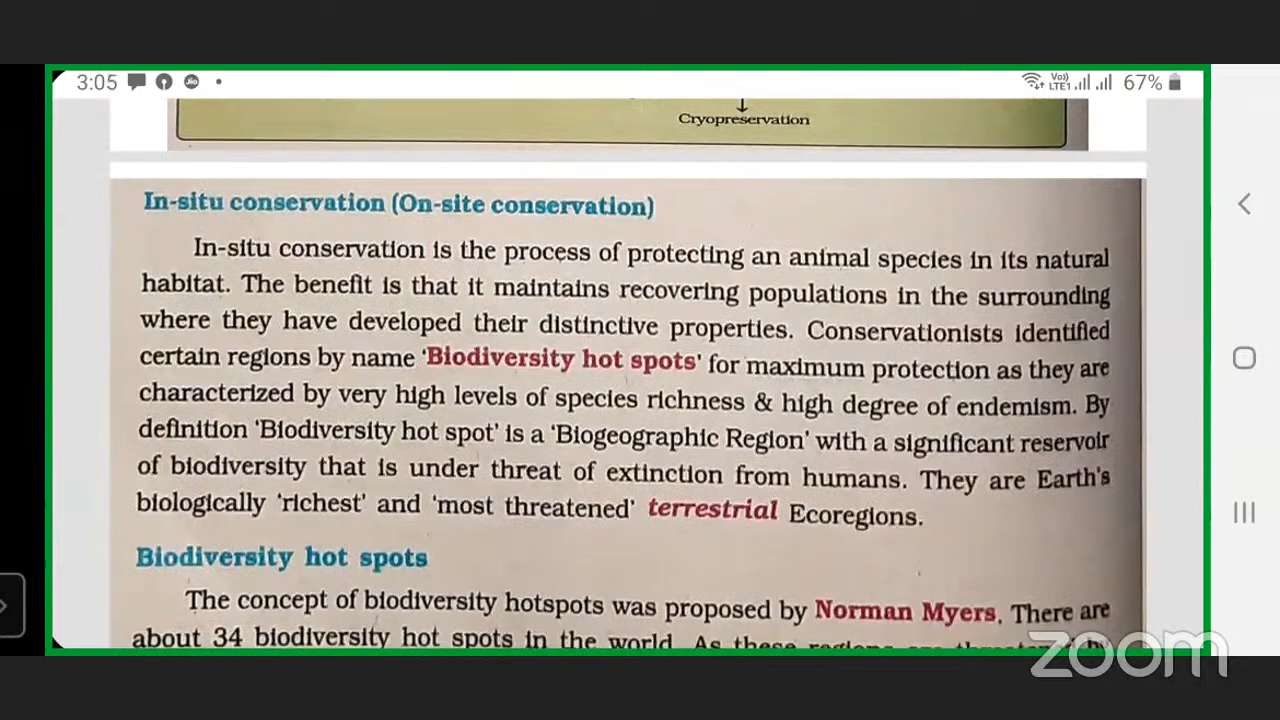 3:05
Vo))
LTE1
67%
Cryopreservation
In-situ conservation (On-site conservation)
In-situ conservation is the process of protecting an animal species in its natural
habitat. The benefit is that it maintains recovering populations in the surrounding
where they have developed their distinctive properties. Conservationists identified
certain regions by name 'Biodiversity hot spots' for maximum protection as they are
characterized by very high levels of species richness & high degree of endemism. By
definition 'Biodiversity hot spot' is a 'Biogeographic Region' with a significant reservoir
of biodiversity that is under threat of extinction from humans. They are Earth's
biologically 'richest' and 'most threatened' terrestrial Ecoregions.
Biodiversity hot spots
The concept of biodiversity hotspots was proposed by Norman Myers. There are
about 34 biodiversity hot spots in the world. As these regions are
zoom